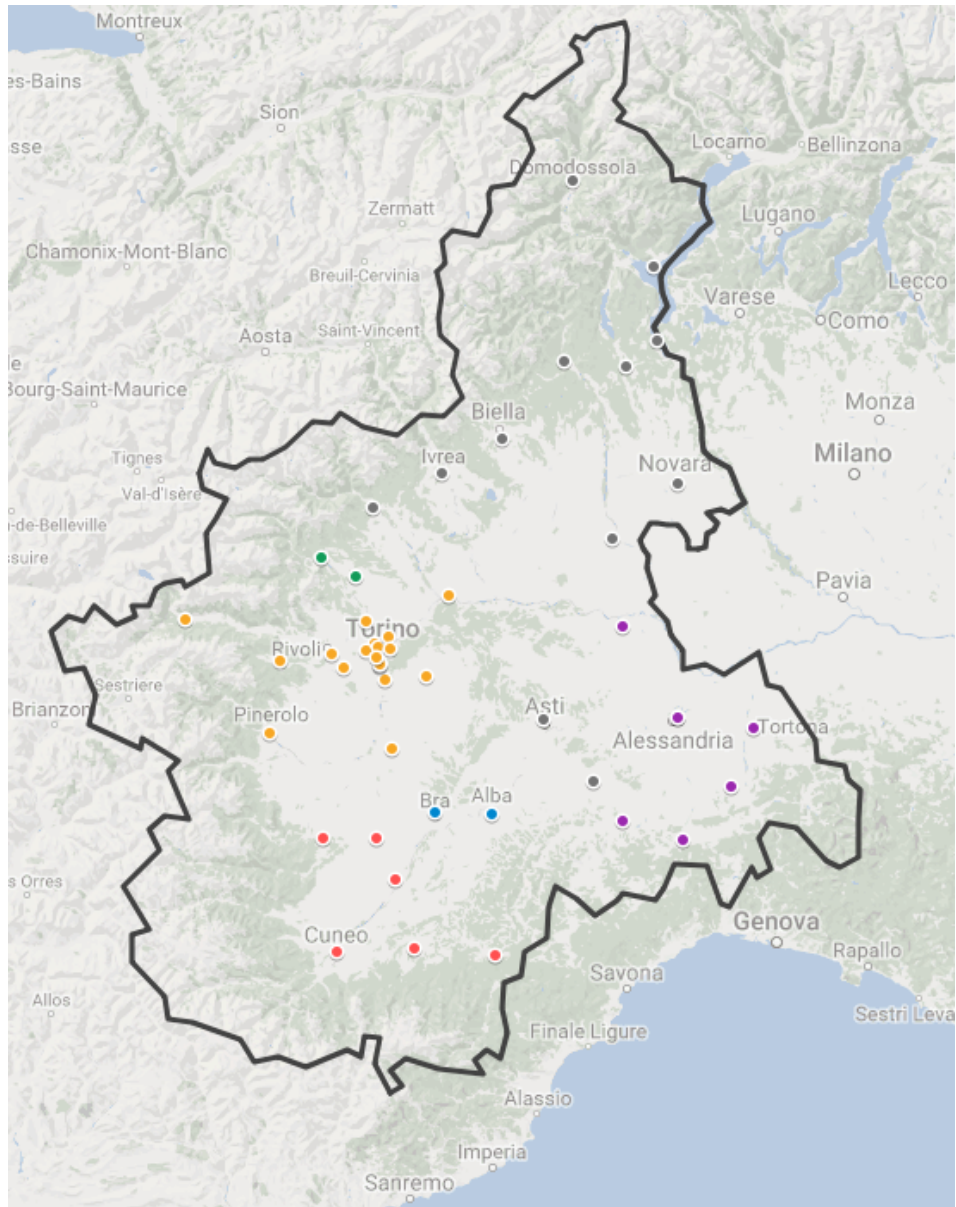 Montreux
es-Bains
Sion
sse
Locarno
Bellinzona
Domodossola
Zermatt
Lugano
Chamonix-Mont-Blanc
Breuil-Cervinia
Lecco
Varese
Saint-Vincent
Como
Aosta
le
Bourg-Saint-Maurice
Monza
Biella
Milano
Ivrea
Tignes
Novara
Val-d'Isère
n-de-Belleville
ssuire
Pavia
Torino
Rivoli
Sestriere
Brianzon
Pinerolo
Asti
Tortona
Alessandria
Bra
Alba
s Orres
Cuneo
Genova
Rapallo
Savona
Allos
Sestri Leva
Finale Ligure
Alassio
Imperia
Sanremo